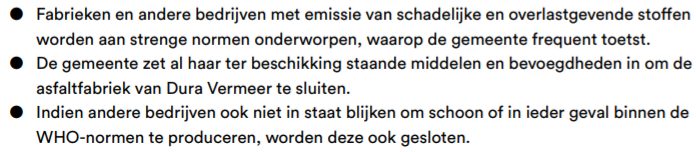 ● Fabrieken en andere bedrijven met emissie van schadelijke en overlastgevende stoffen
worden aan strenge normen onderworpen, waarop de gemeente frequent toetst.
● De gemeente zet al haar ter beschikking staande middelen en bevoegdheden in om de
asfaltfabriek van Dura Vermeer te sluiten.
● Indien andere bedrijven ook niet in staat blijken om schoon of in ieder geval binnen de
WHO-normen te produceren, worden deze ook gesloten.